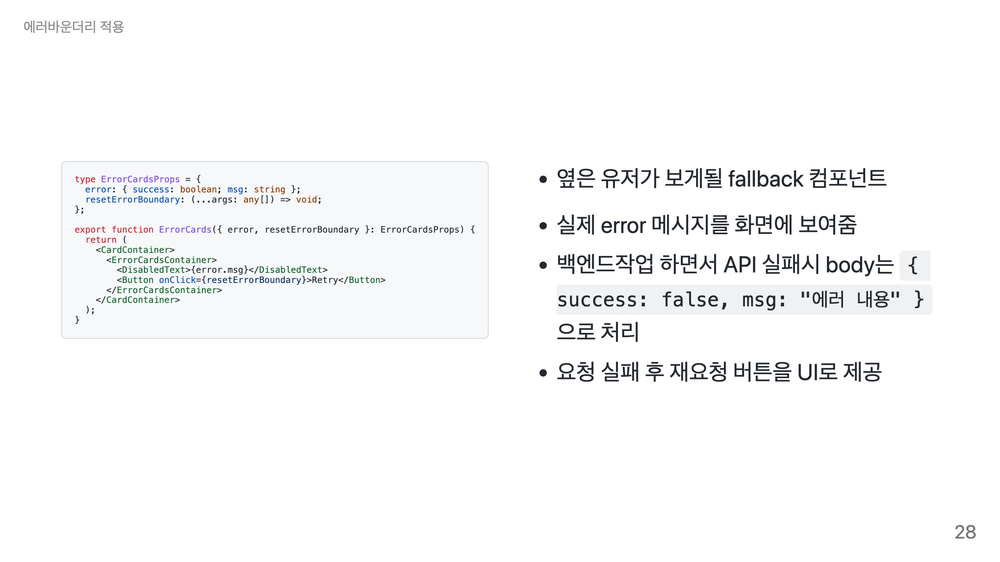 에러바운더리 적용
type ErrorCardsProps = {
  error: { success: boolean; msg: string };
  resetErrorBoundary: (...args: any[]) => void;
};
export function ErrorCards({ error, resetErrorBoundary }: ErrorCardsProps) {
  return (
    <CardContainer>
      <ErrorCardsContainer>
        <DisabledText>{error.msg}</DisabledText>
        <Button onClick={resetErrorBoundary}>Retry</Button>
      </ErrorCardsContainer>
    </CardContainer>
  );
}
• 옆은 유저가 보게될 fallback 컴포넌트
• 실제 error 메시지를 화면에 보여줌
• 백엔드작업 하면서 API 실패시 body는 {
success: false, msg: "에러 내용" }
으로 처리
• 요청 실패 후 재요청 버튼을 UI로 제공
28